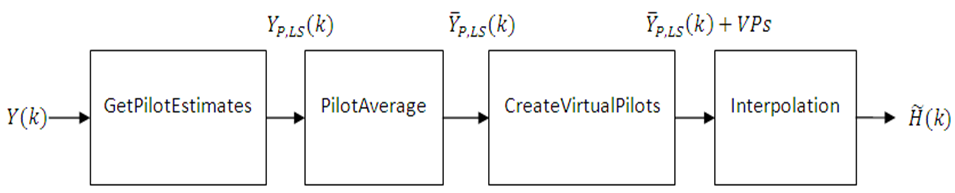 Y_{P,LS}(k)
Ȳ_{P,LS}(k)
Ȳ_{P,LS}(k) + VPs
Y(k)
GetPilotEstimates
PilotAverage
CreateVirtualPilots
Interpolation
H̃(k)